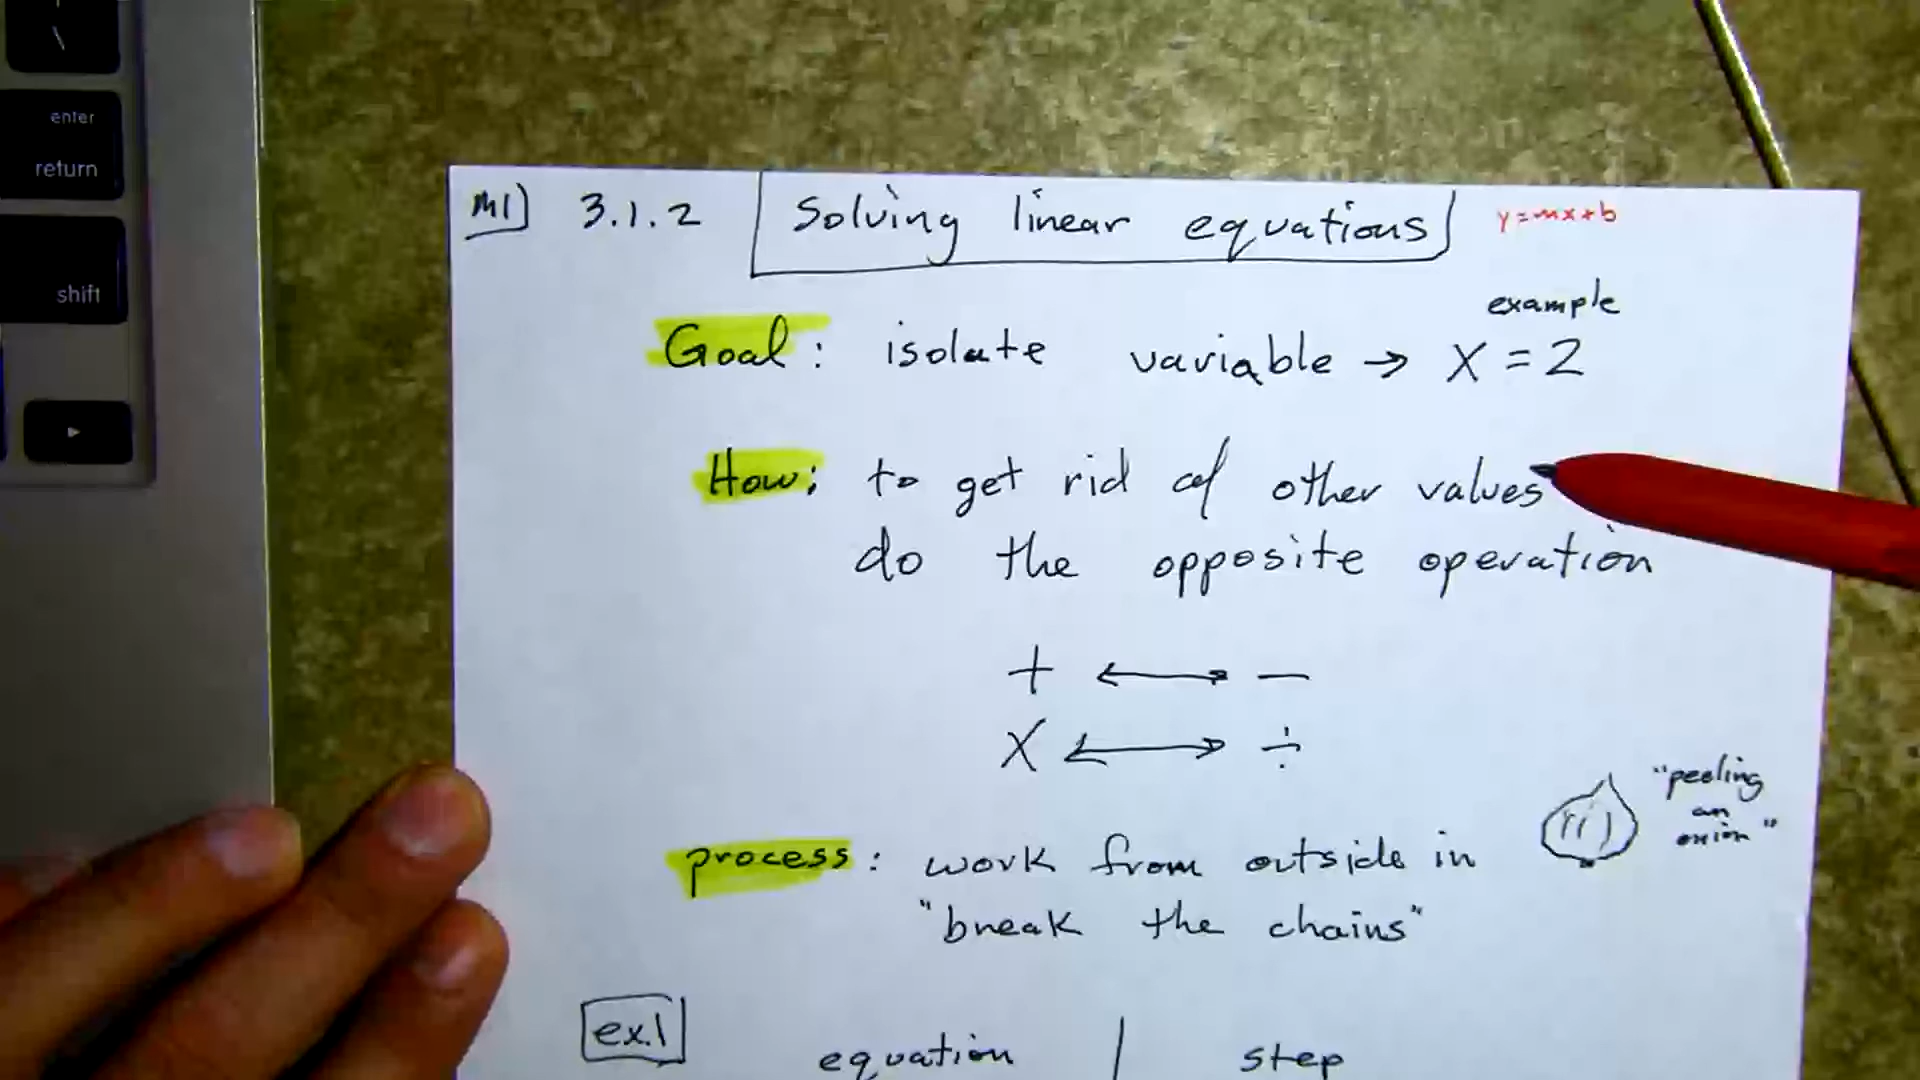 \
enter
return
shift
M1) 3.1.2 Solving linear equations y=mx+b
example
Goal: isolate variable → X = 2
How: to get rid of other values
do the opposite operation
+ ↔ −
X ↔ ÷
"peeling
an
onion"
process: work from outside in
"break the chains"
ex.1
equation | step